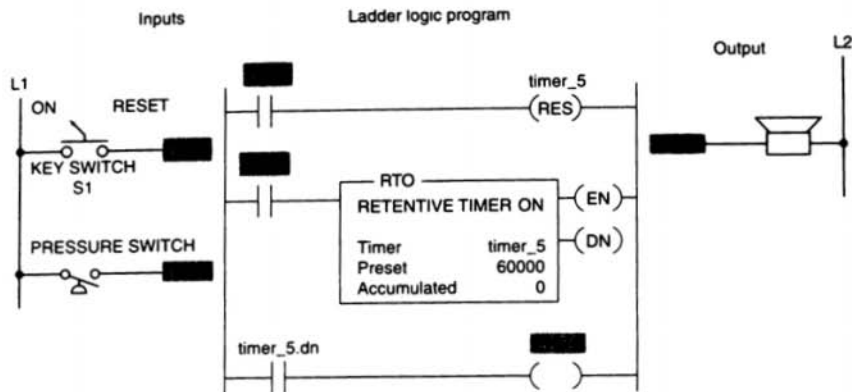 Inputs
Ladder logic program
Output
L1
L2
ON
RESET
KEY SWITCH
S1
PRESSURE SWITCH
timer_5
RES
RTO
RETENTIVE TIMER ON
EN
DN
Timer timer_5
Preset 60000
Accumulated 0
timer_5.dn